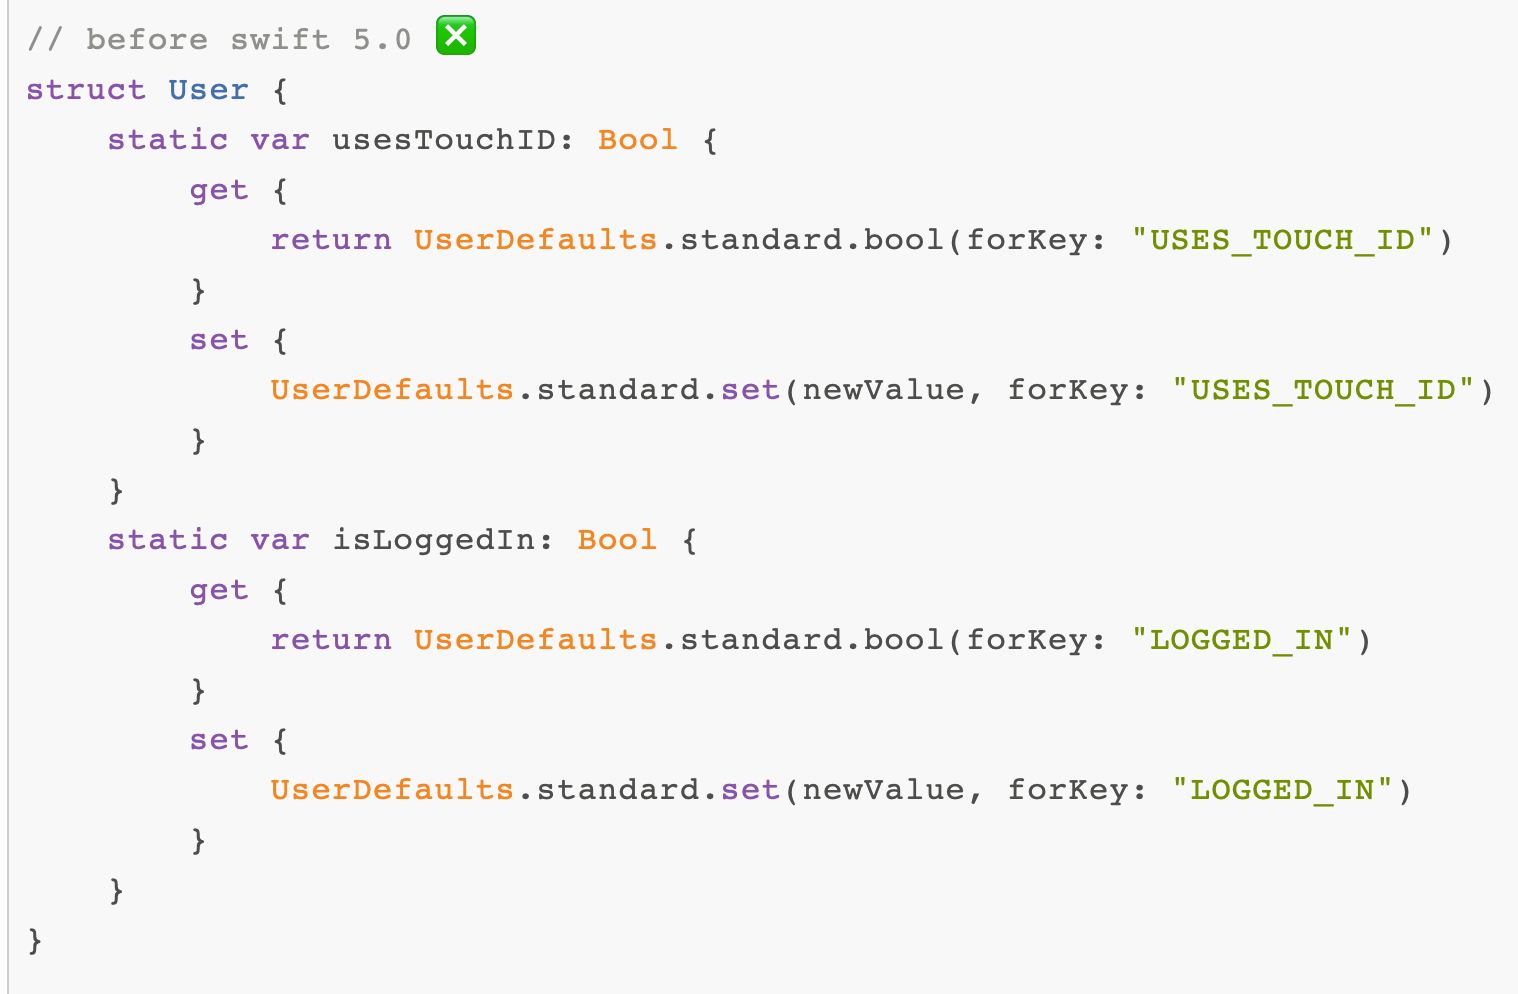 // before swift 5.0 ❎
struct User {
    static var usesTouchID: Bool {
        get {
            return UserDefaults.standard.bool(forKey: "USES_TOUCH_ID")
        }
        set {
            UserDefaults.standard.set(newValue, forKey: "USES_TOUCH_ID")
        }
    }
    static var isLoggedIn: Bool {
        get {
            return UserDefaults.standard.bool(forKey: "LOGGED_IN")
        }
        set {
            UserDefaults.standard.set(newValue, forKey: "LOGGED_IN")
        }
    }
}